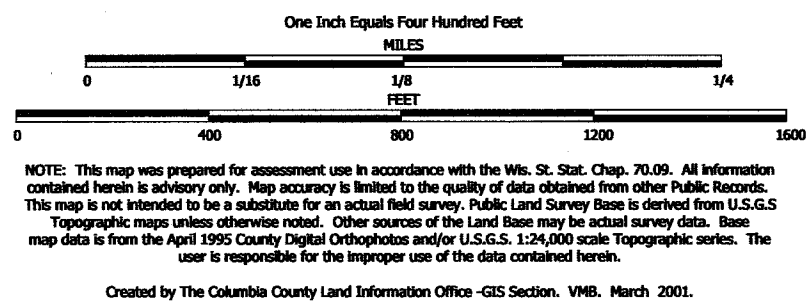 One Inch Equals Four Hundred Feet
MILES
0 1/16 1/8 1/4
FEET
0 400 800 1200 1600
NOTE: This map was prepared for assessment use in accordance with the Wis. St. Stat. Chap. 70.09. All information
contained herein is advisory only. Map accuracy is limited to the quality of data obtained from other Public Records.
This map is not intended to be a substitute for an actual field survey. Public Land Survey Base is derived from U.S.G.S
Topographic maps unless otherwise noted. Other sources of the Land Base may be actual survey data. Base
map data is from the April 1995 County Digital Orthophotos and/or U.S.G.S. 1:24,000 scale Topographic series. The
user is responsible for the improper use of the data contained herein.
Created by The Columbia County Land Information Office -GIS Section. VMB. March 2001.